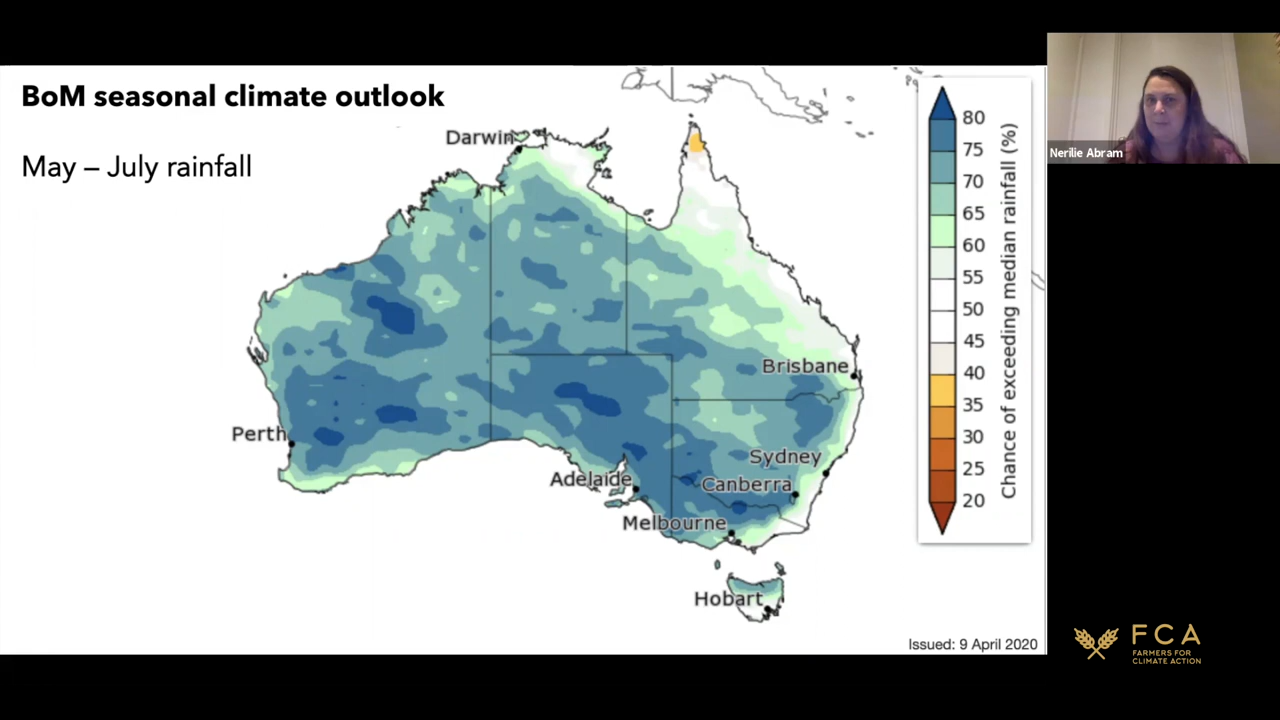 BoM seasonal climate outlook
May – July rainfall
Darwin
Brisbane
Perth
Sydney
Adelaide
Canberra
Melbourne
Hobart
80
75
70
65
60
55
50
45
40
35
30
25
20
Chance of exceeding median rainfall (%)
Issued: 9 April 2020
Nerilie Abram
FCA
FARMERS FOR
CLIMATE ACTION